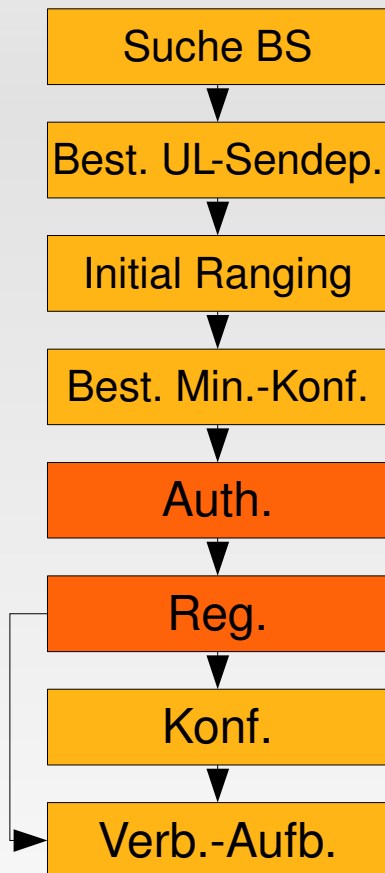 Suche BS
Best. UL-Sendep.
Initial Ranging
Best. Min.-Konf.
Auth.
Reg.
Konf.
Verb.-Aufb.